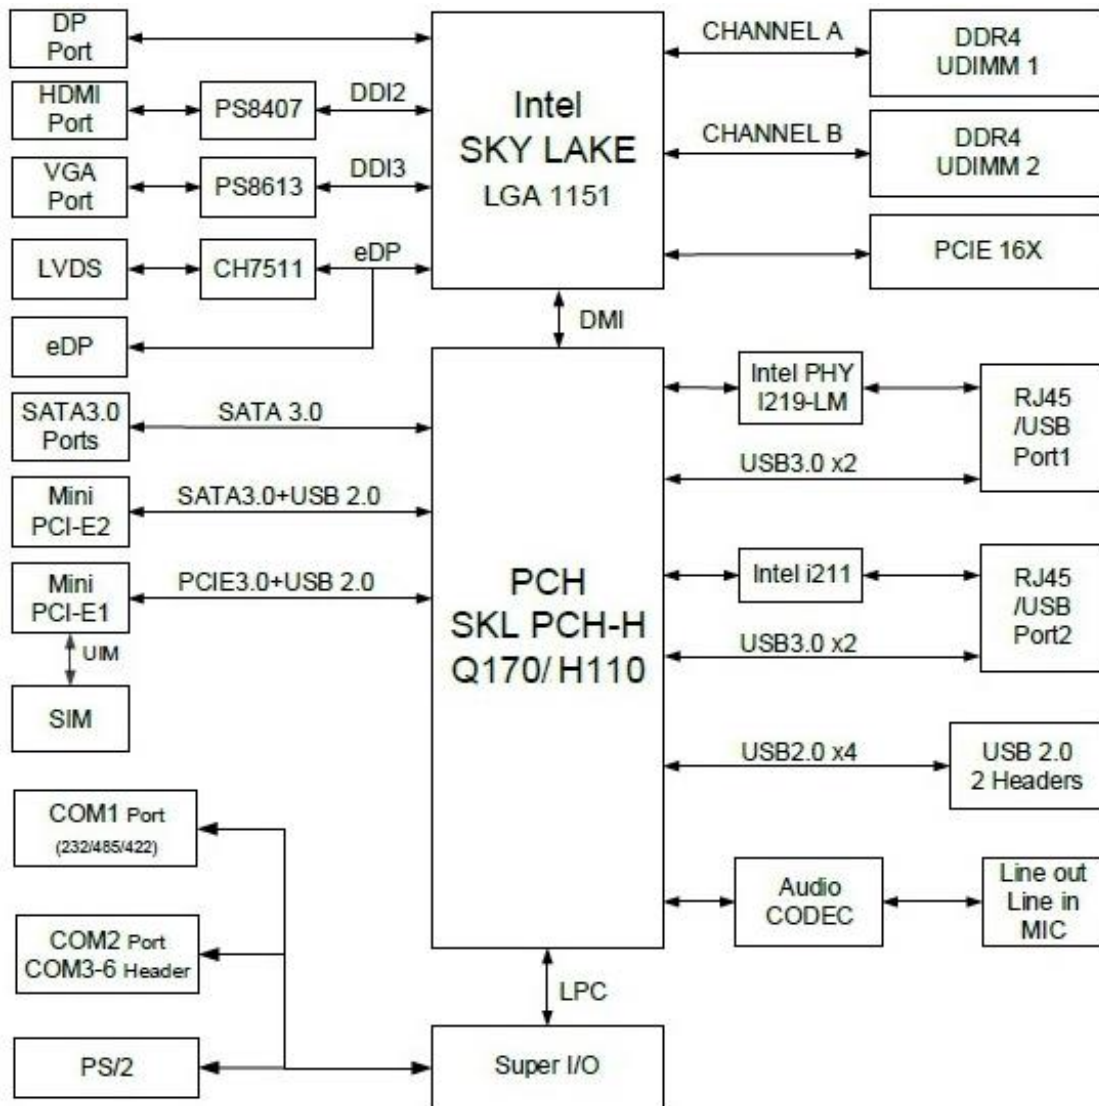 DP
Port
HDMI
Port
PS8407
DDI2
VGA
Port
PS8613
DDI3
LVDS
CH7511
eDP
eDP
Intel
SKY LAKE
LGA 1151
CHANNEL A
DDR4
UDIMM 1
CHANNEL B
DDR4
UDIMM 2
PCIE 16X
DMI
SATA3.0
Ports
SATA 3.0
Mini
PCI-E2
SATA3.0+USB 2.0
Mini
PCI-E1
PCIE3.0+USB 2.0
UIM
SIM
PCH
SKL PCH-H
Q170/ H110
Intel PHY
I219-LM
USB3.0 x2
RJ45
/USB
Port1
Intel i211
USB3.0 x2
RJ45
/USB
Port2
USB2.0 x4
USB 2.0
2 Headers
Audio
CODEC
Line out
Line in
MIC
COM1 Port
(232/485/422)
COM2 Port
COM3-6 Header
PS/2
LPC
Super I/O